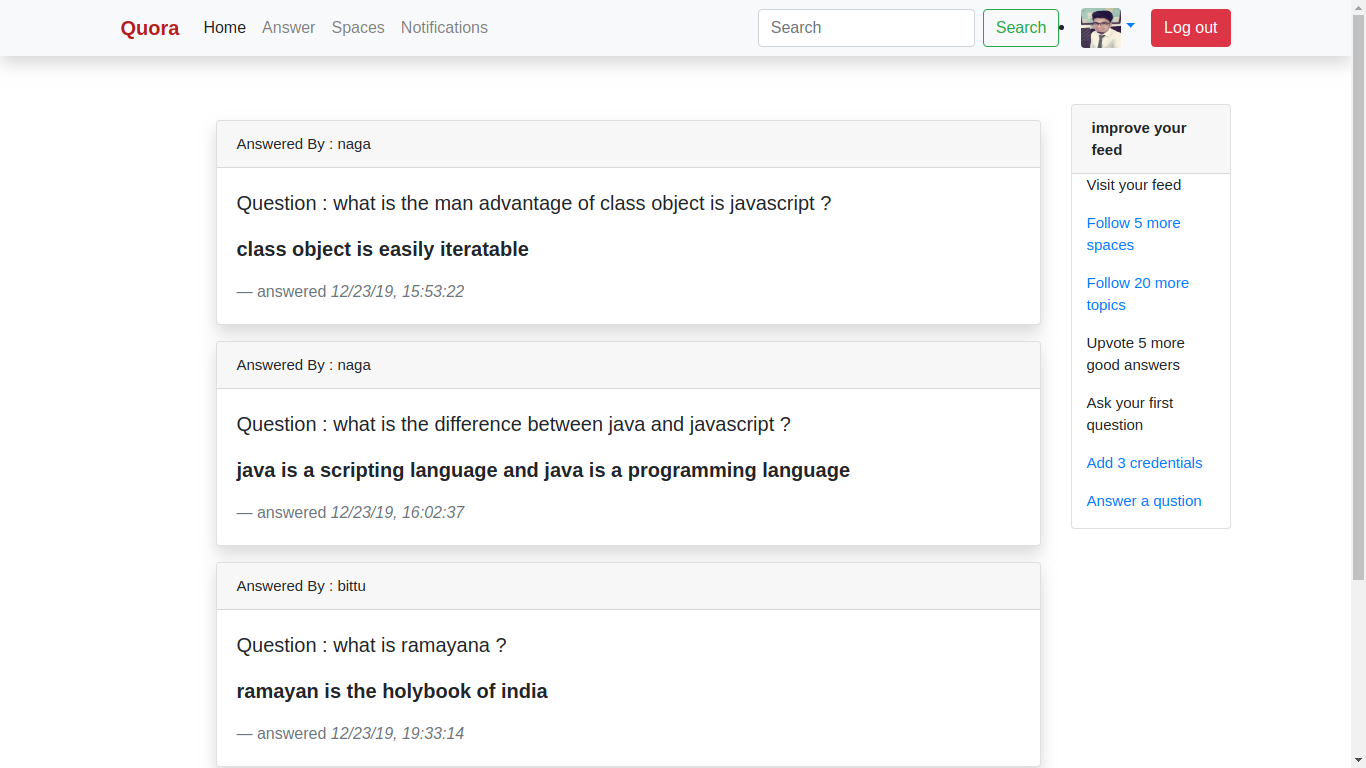 Quora Home Answer Spaces Notifications Search Search Log out
Answered By : naga
Question : what is the man advantage of class object is javascript ?
class object is easily iteratable
— answered 12/23/19, 15:53:22
Answered By : naga
Question : what is the difference between java and javascript ?
java is a scripting language and java is a programming language
— answered 12/23/19, 16:02:37
Answered By : bittu
Question : what is ramayana ?
ramayan is the holybook of india
— answered 12/23/19, 19:33:14
improve your
feed
Visit your feed
Follow 5 more
spaces
Follow 20 more
topics
Upvote 5 more
good answers
Ask your first
question
Add 3 credentials
Answer a qustion